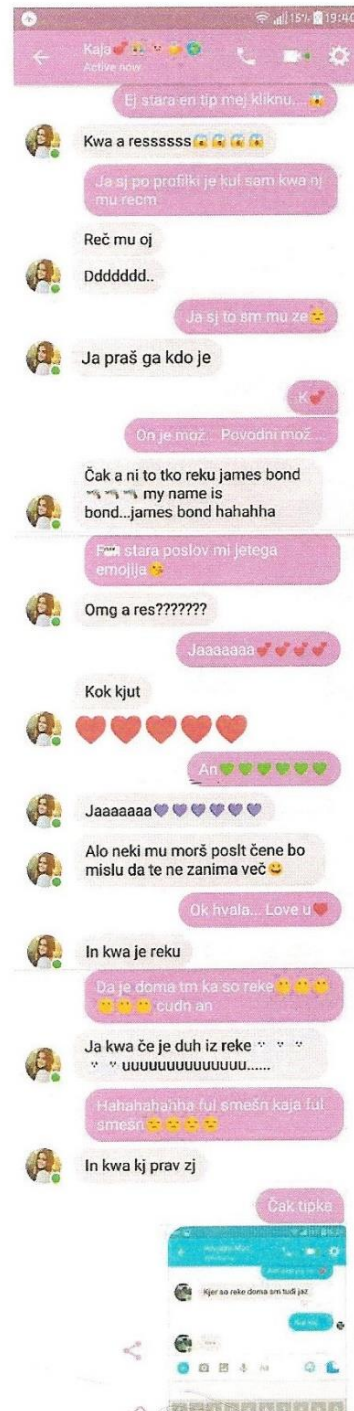 15% 19:40
Kaja
Active now
Ej stara en tip mej kliknu....
Kwa a ressssss
Ja sj po profilki je kul sam kwa nj
mu recm
Reč mu oj
Ddddddd..
Ja sj to sm mu ze
Ja praš ga kdo je
K
On je mož... Povodni mož...
Čak a ni to tko reku james bond
my name is
bond...james bond hahahha
stara poslov mi jetega
emojija
Omg a res???????
Jaaaaaaa
Kok kjut
An
Jaaaaaaa
Alo neki mu morš poslt čene bo
mislu da te ne zanima več
Ok hvala... Love u
In kwa je reku
Da je doma tm ka so reke
cudn an
Ja kwa če je duh iz reke
uuuuuuuuuuuuuuu......
Hahahahahha ful smešn kaja ful
smešn
In kwa kj prav zj
Čak tipka
Kjer so reke doma sm tudi jaz